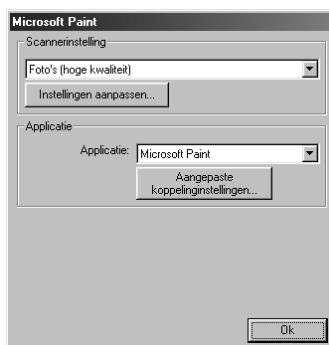 Microsoft Paint
Scannerinstelling
Foto's (hoge kwaliteit)
Instellingen aanpassen...
Applicatie
Applicatie: Microsoft Paint
Aangepaste
koppelinginstellingen...
Ok